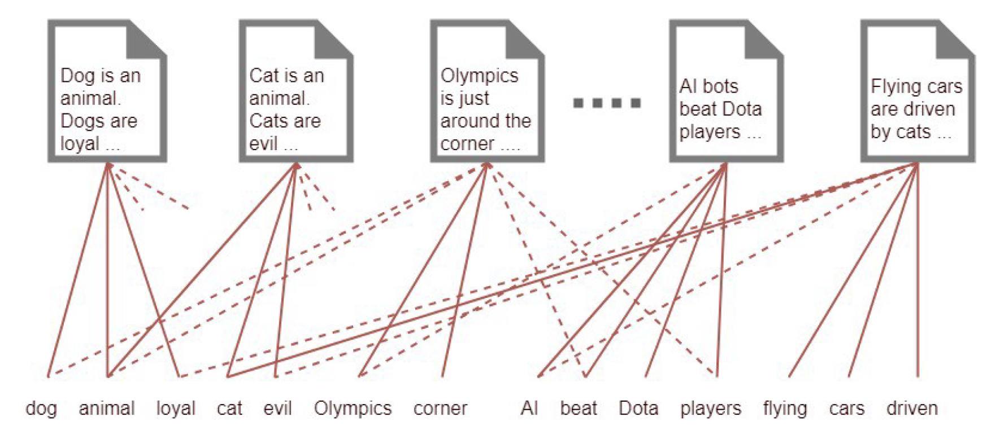 Dog is an
animal.
Dogs are
loyal ...
Cat is an
animal.
Cats are
evil ...
Olympics
is just
around the
corner ....
AI bots
beat Dota
players ...
Flying cars
are driven
by cats ...
dog animal loyal cat evil Olympics corner AI beat Dota players flying cars driven